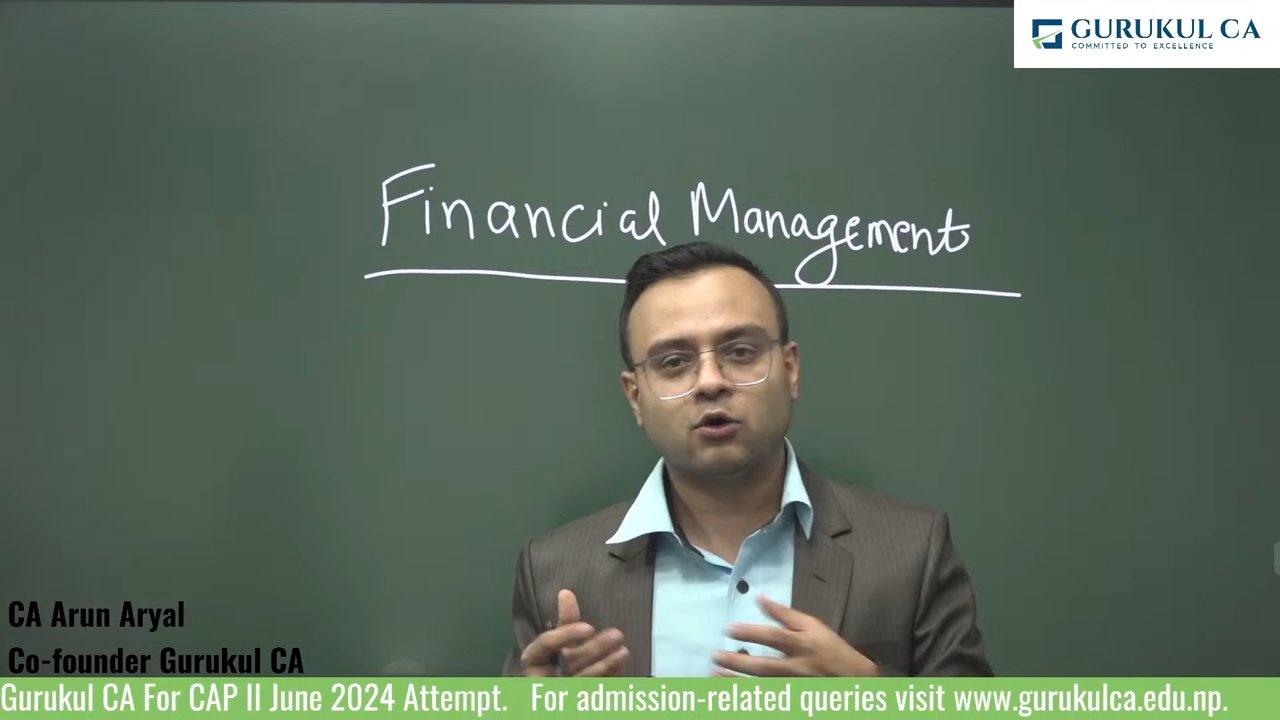 GURUKUL CA
COMMITTED TO EXCELLENCE
Financial Management
CA Arun Aryal
Co-founder Gurukul CA
Gurukul CA For CAP II June 2024 Attempt. For admission-related queries visit www.gurukulca.edu.np.